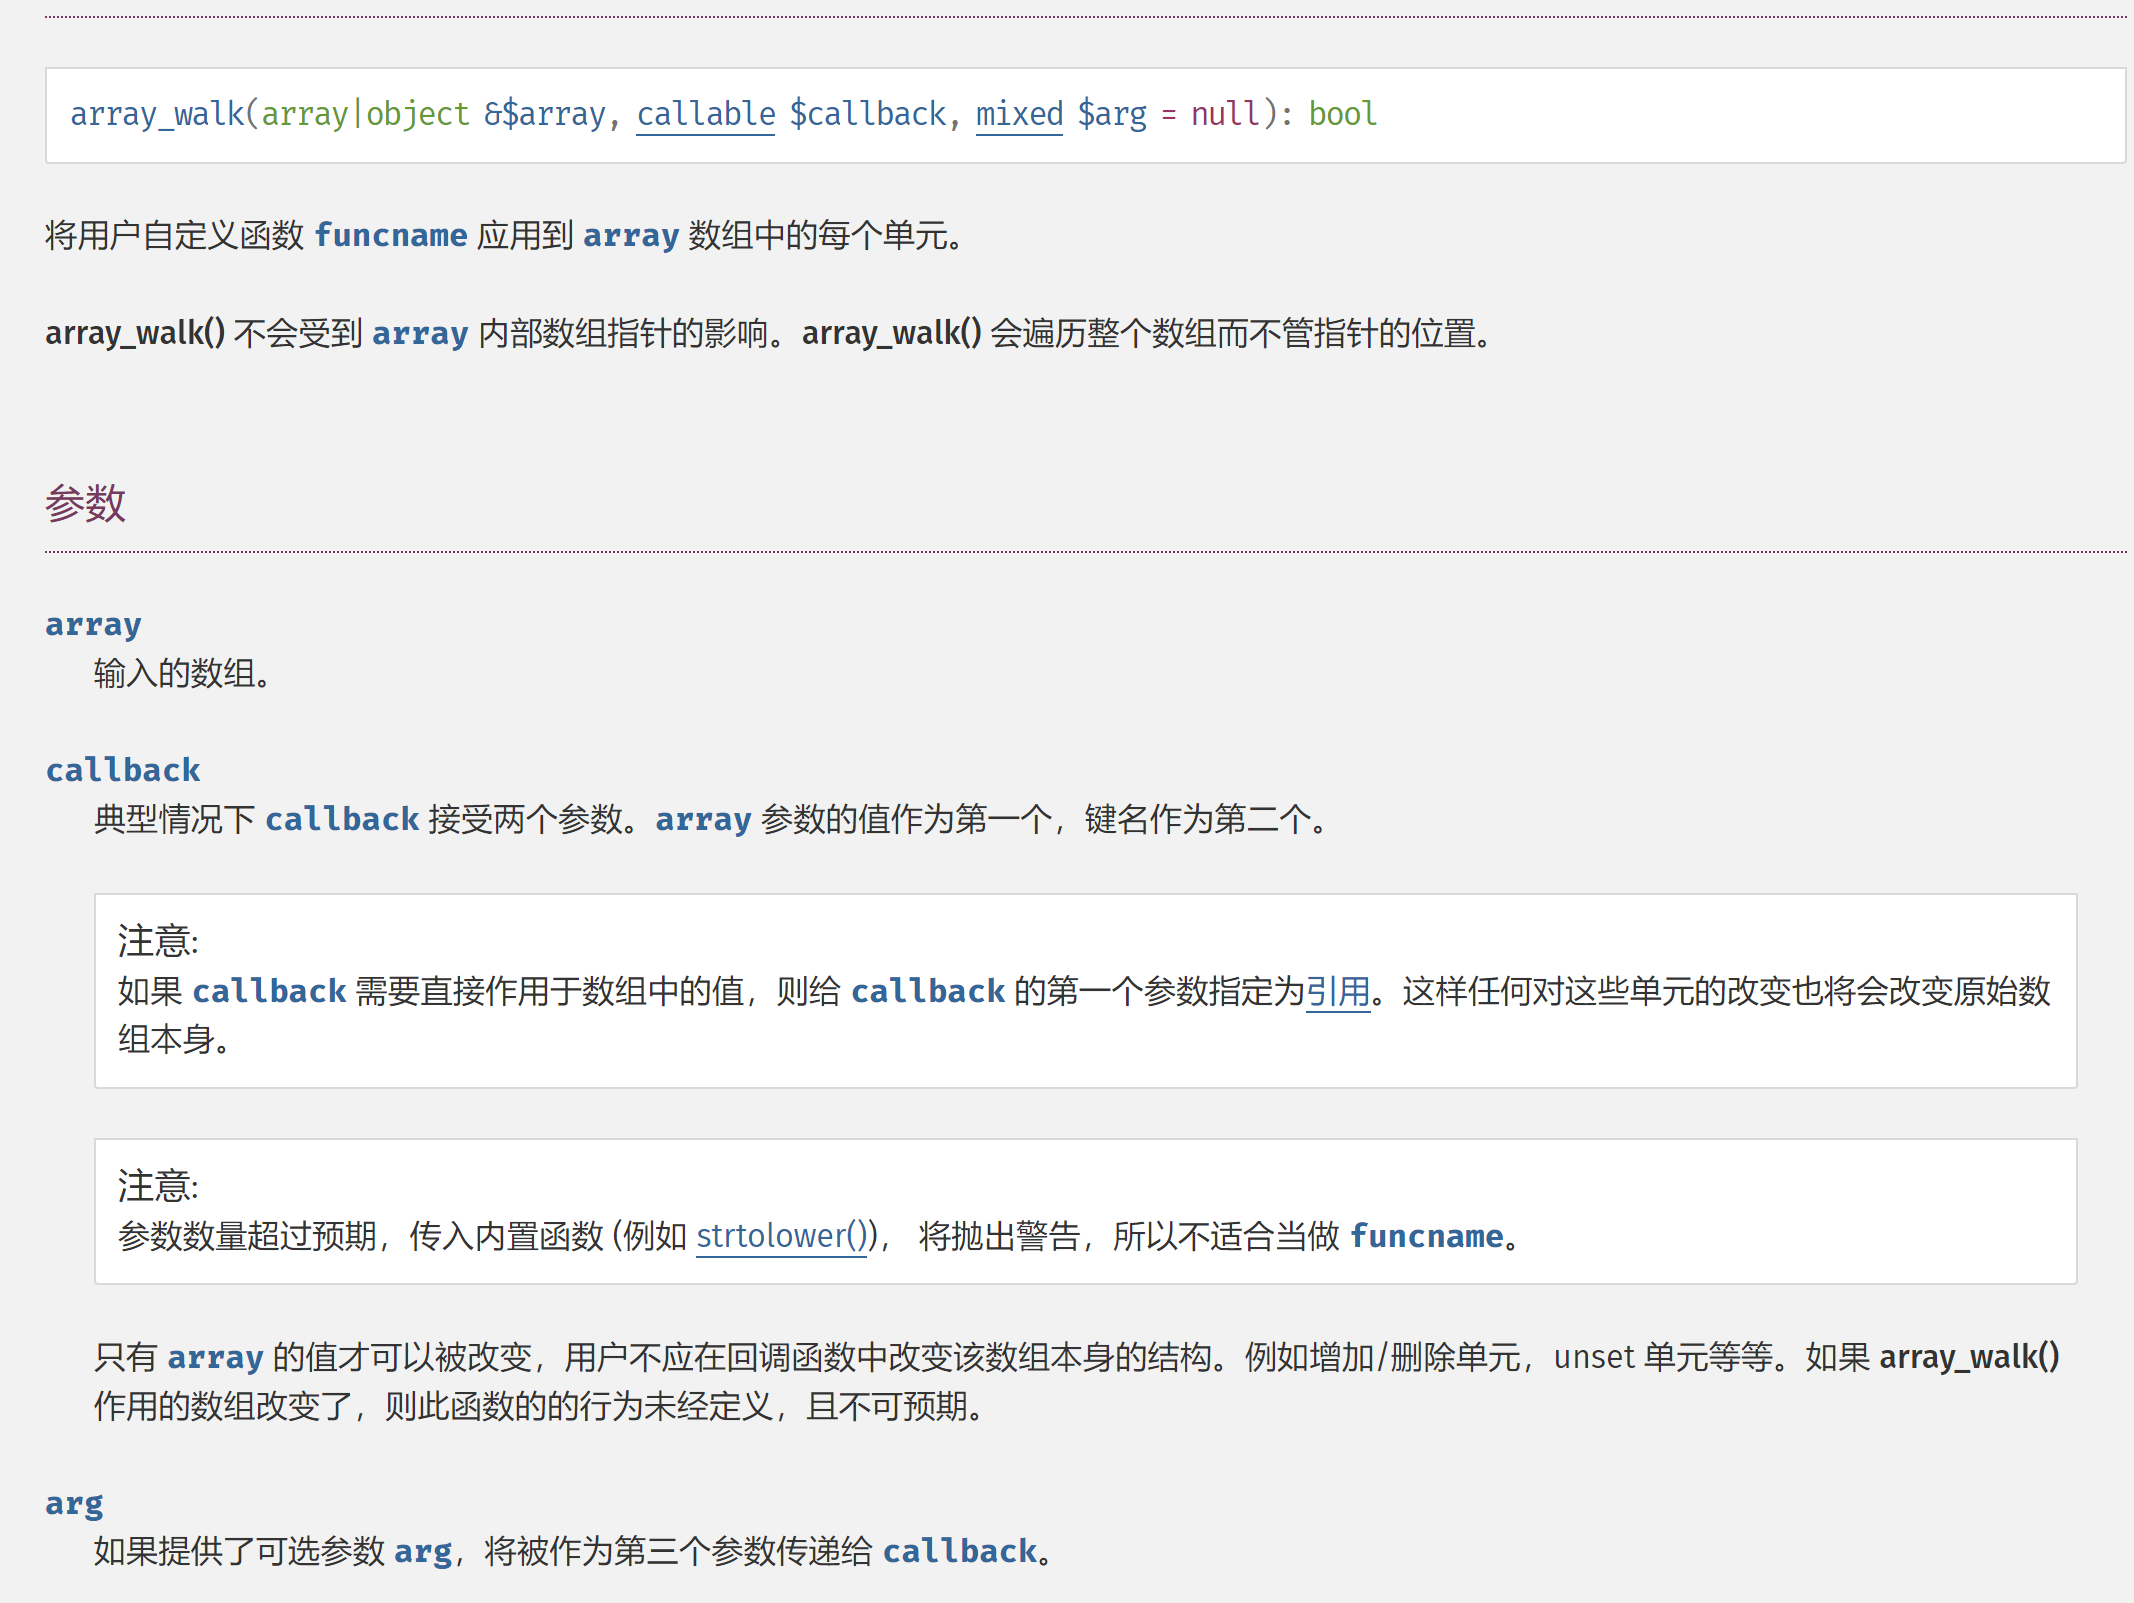 array_walk(array|object &$array, callable $callback, mixed $arg = null): bool
将用户自定义函数 funcname 应用到 array 数组中的每个单元。
array_walk() 不会受到 array 内部数组指针的影响。array_walk() 会遍历整个数组而不管指针的位置。
参数
array
输入的数组。
callback
典型情况下 callback 接受两个参数。array 参数的值作为第一个，键名作为第二个。
注意:
如果 callback 需要直接作用于数组中的值，则给 callback 的第一个参数指定为引用。这样任何对这些单元的改变也将会改变原始数
组本身。
注意:
参数数量超过预期，传入内置函数 (例如 strtolower())， 将抛出警告，所以不适合当做 funcname。
只有 array 的值才可以被改变，用户不应在回调函数中改变该数组本身的结构。例如增加/删除单元，unset 单元等等。如果 array_walk()
作用的数组改变了，则此函数的的行为未经定义，且不可预期。
arg
如果提供了可选参数 arg，将被作为第三个参数传递给 callback。